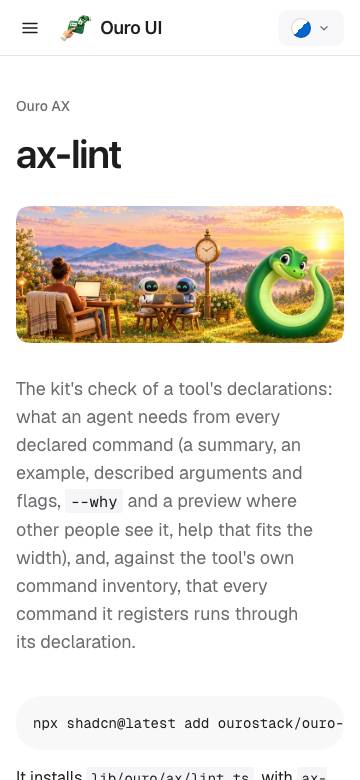 Ouro UI
Ouro AX
ax-lint
The kit's check of a tool's declarations:
what an agent needs from every
declared command (a summary, an
example, described arguments and
flags, --why and a preview where
other people see it, help that fits the
width), and, against the tool's own
command inventory, that every
command it registers runs through
its declaration.
npx shadcn@latest add ourostack/ouro-
It installs lib/ouro/ax/lint.ts, with ax-